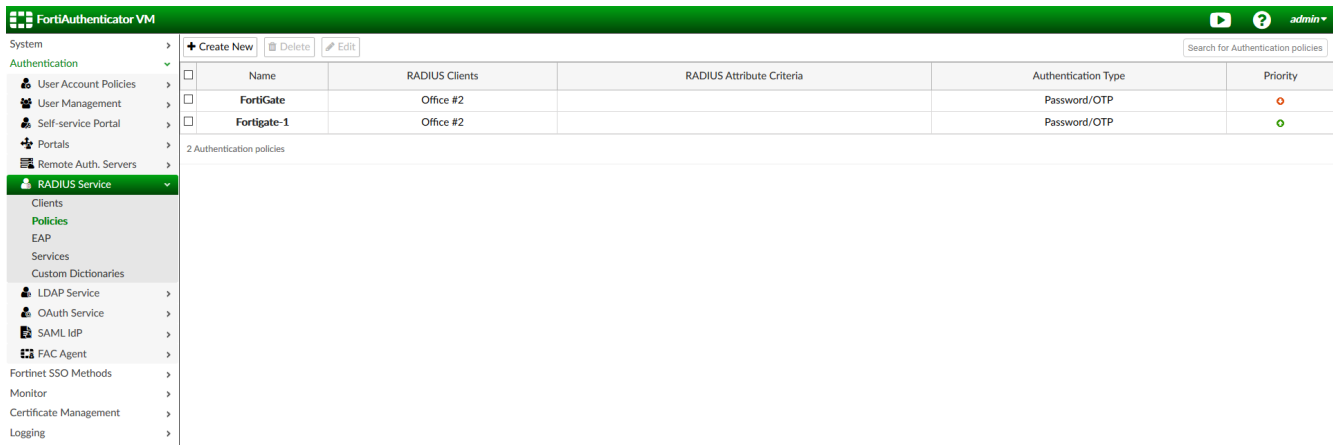 FortiAuthenticator VM
admin
System
Authentication
User Account Policies
User Management
Self-service Portal
Portals
Remote Auth. Servers
RADIUS Service
Clients
Policies
EAP
Services
Custom Dictionaries
LDAP Service
OAuth Service
SAML IdP
FAC Agent
Fortinet SSO Methods
Monitor
Certificate Management
Logging
Create New Delete Edit Search for Authentication policies
Name RADIUS Clients RADIUS Attribute Criteria Authentication Type Priority
FortiGate Office #2 Password/OTP
Fortigate-1 Office #2 Password/OTP
2 Authentication policies